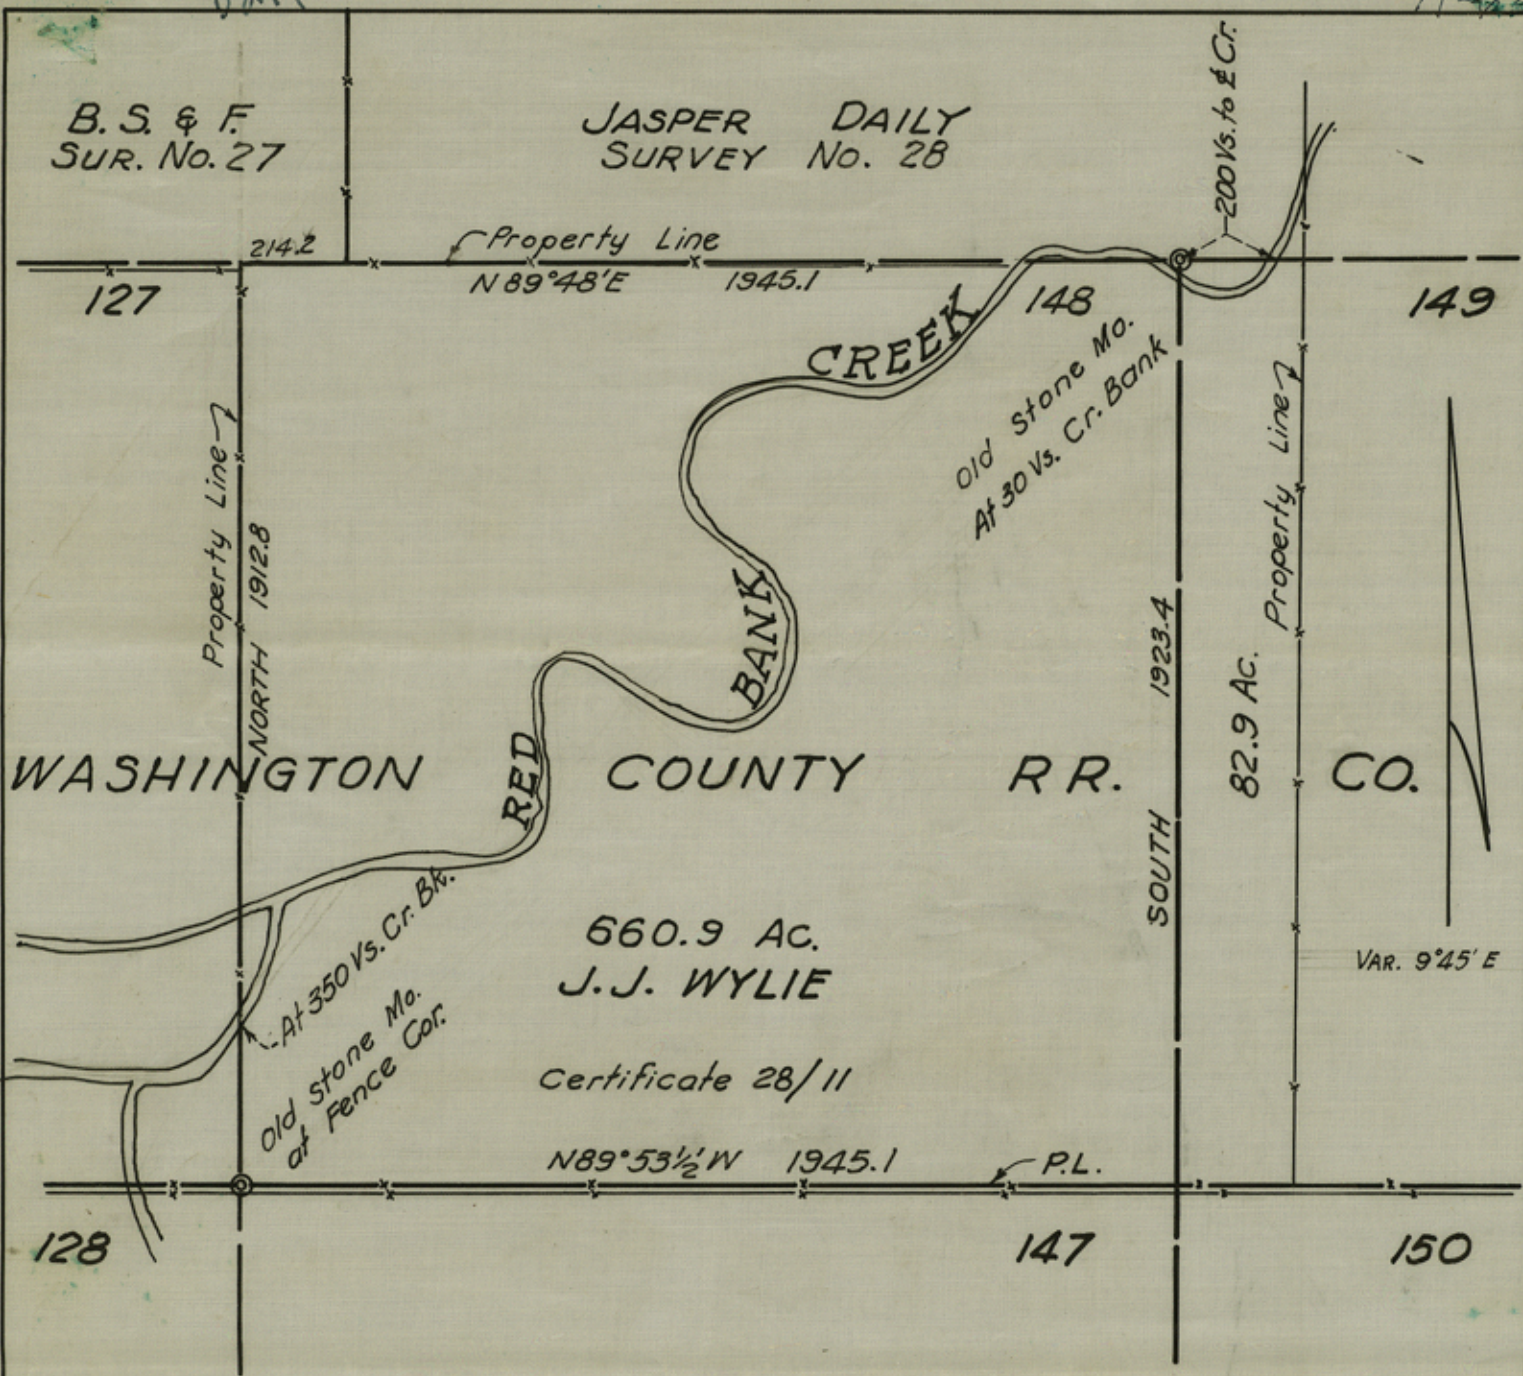 B. S. & F.
SUR. No. 27
JASPER DAILY
SURVEY No. 28
200 Vs. to ℄ Cr.
214.2
Property Line
N 89°48'E 1945.1
127
148
149
CREEK
Old Stone Mo.
At 30 Vs. Cr. Bank
Property Line
NORTH 1912.8
Property Line
BANK
SOUTH 1923.4
82.9 Ac.
RED
WASHINGTON COUNTY R R. CO.
At 350 Vs. Cr. Bk.
Old Stone Mo.
at Fence Cor.
660.9 Ac.
J.J. WYLIE
VAR. 9°45' E
Certificate 28/11
N89°53½'W 1945.1
P.L.
128
147
150